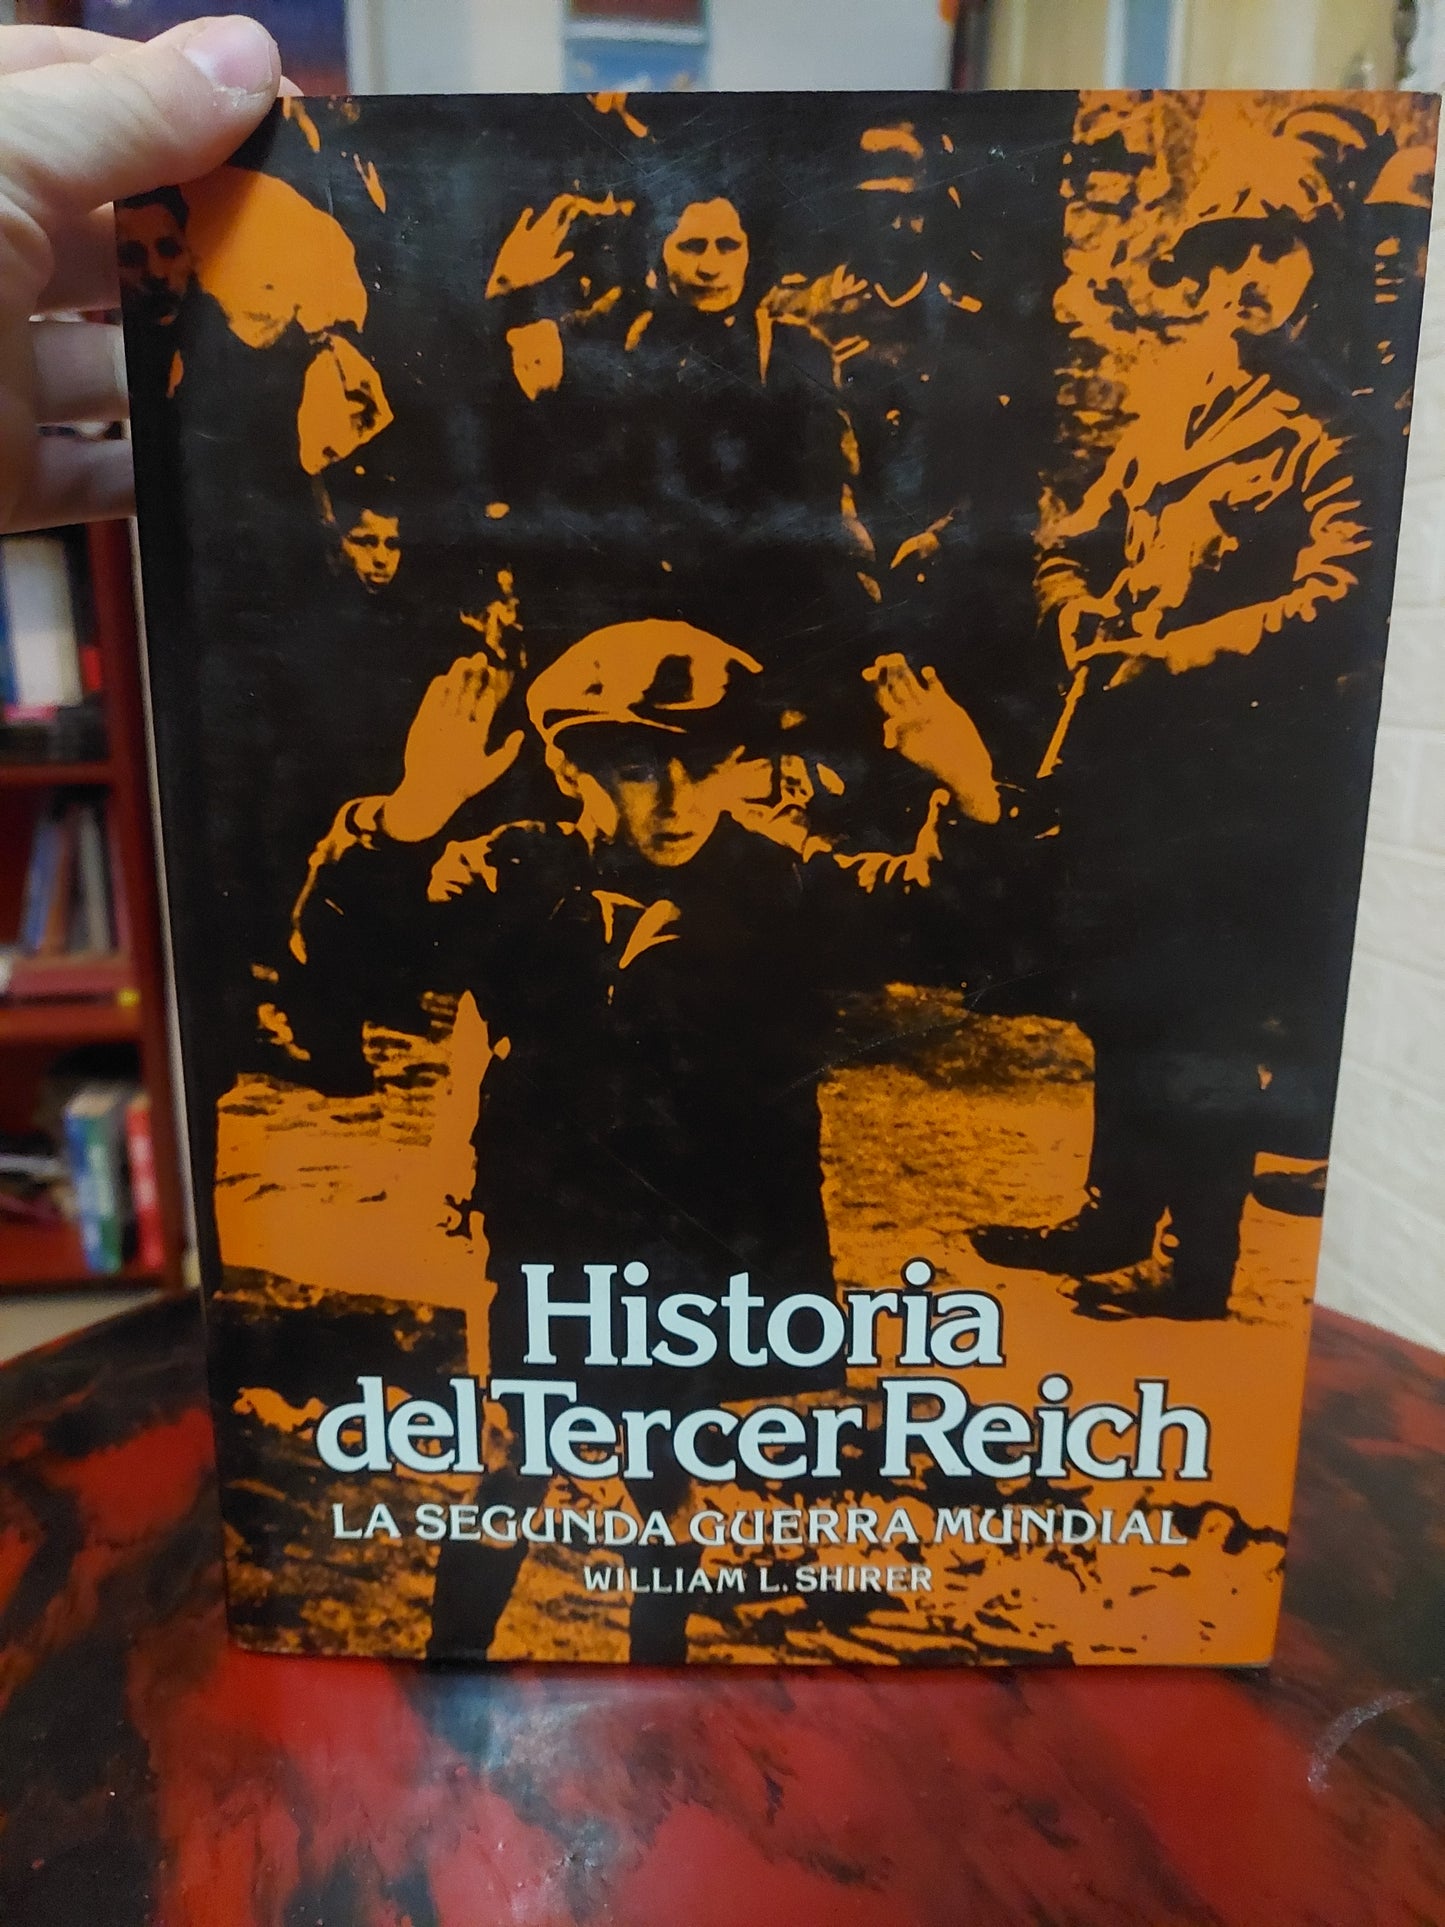 Historia
del Tercer Reich
LA SEGUNDA GUERRA MUNDIAL
WILLIAM L. SHIRER